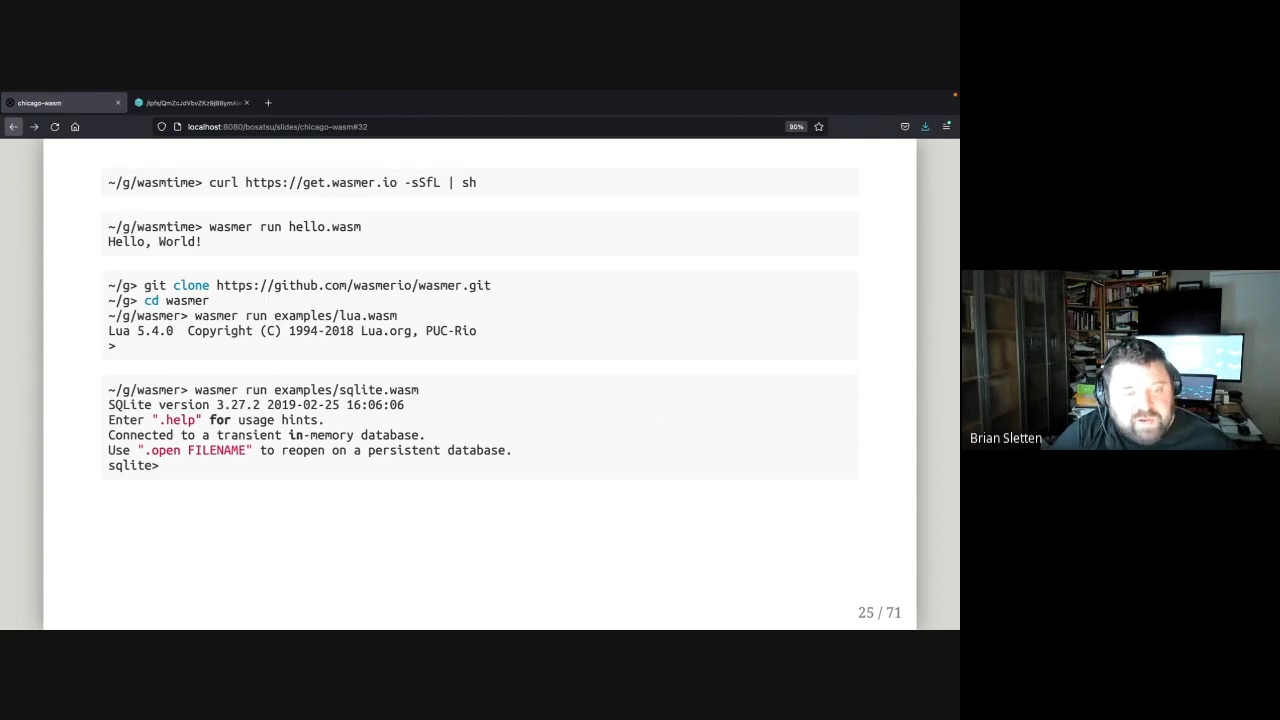 chicago-wasm
localhost:8080/bosatsu/slides/chicago-wasm#32
90%
~/g/wasmtime> curl https://get.wasmer.io -sSfL | sh
~/g/wasmtime> wasmer run hello.wasm
Hello, World!
~/g> git clone https://github.com/wasmerio/wasmer.git
~/g> cd wasmer
~/g/wasmer> wasmer run examples/lua.wasm
Lua 5.4.0  Copyright (C) 1994-2018 Lua.org, PUC-Rio
>
~/g/wasmer> wasmer run examples/sqlite.wasm
SQLite version 3.27.2 2019-02-25 16:06:06
Enter ".help" for usage hints.
Connected to a transient in-memory database.
Use ".open FILENAME" to reopen on a persistent database.
sqlite>
25 / 71
Brian Sletten